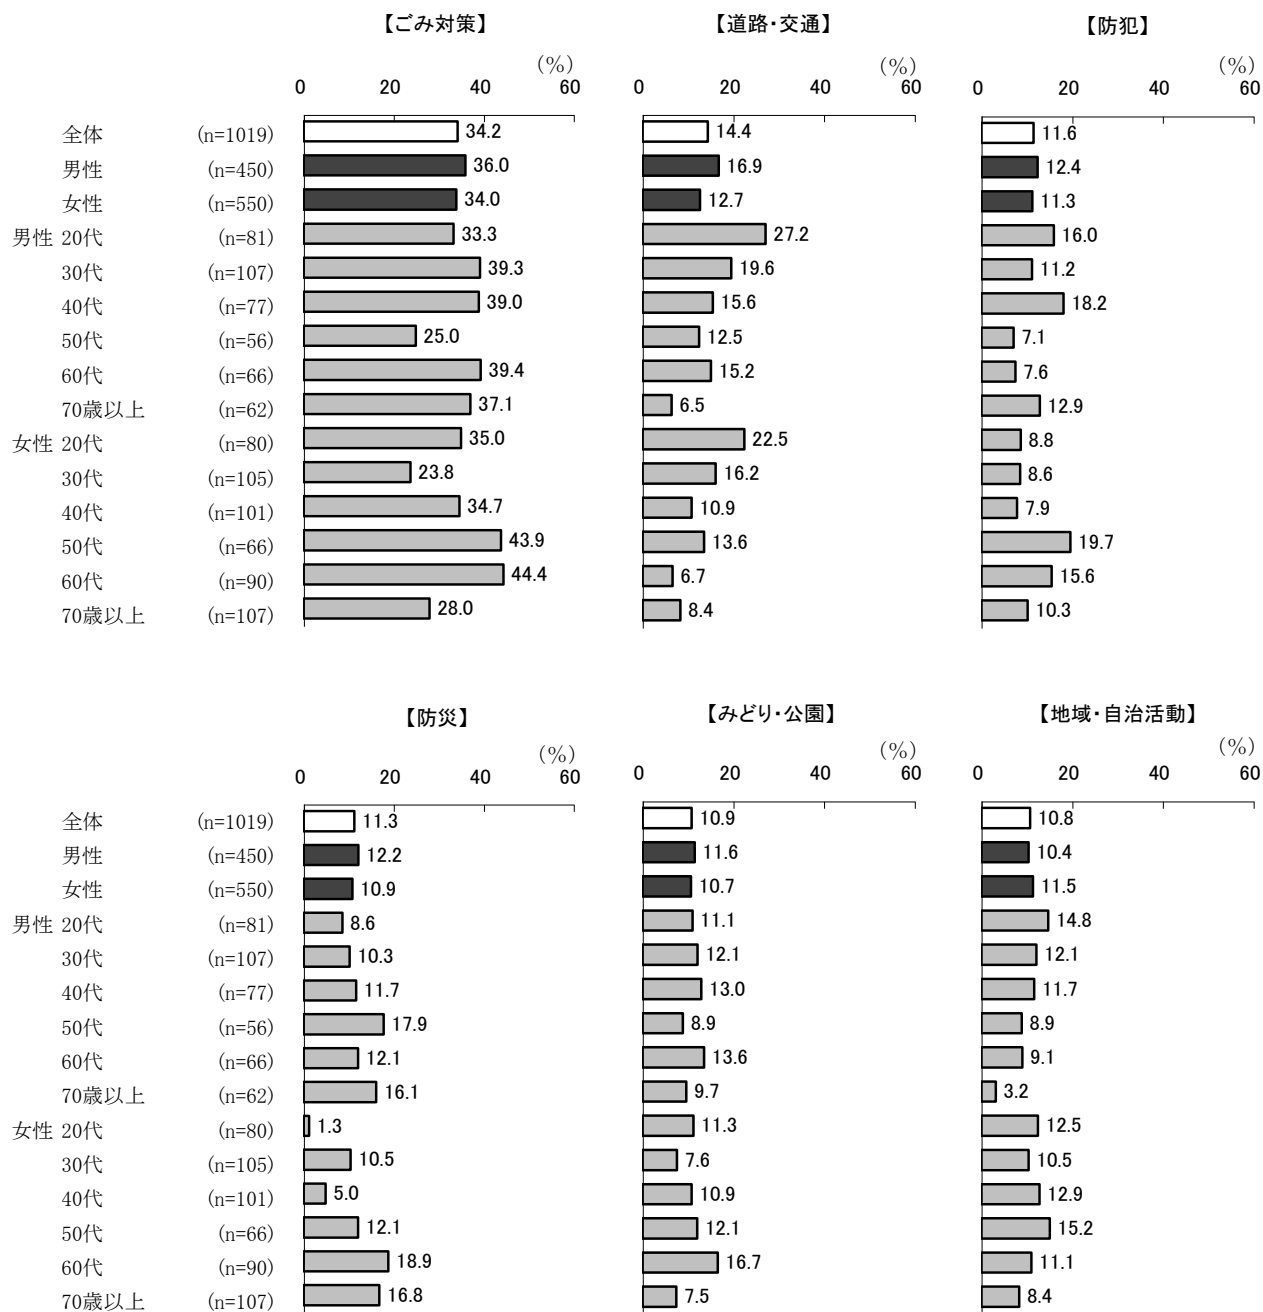 【ごみ対策】 【道路・交通】 【防犯】
(%) (%) (%)
0 20 40 60 0 20 40 60 0 20 40 60
全体 (n=1019) 34.2 14.4 11.6
男性 (n=450) 36.0 16.9 12.4
女性 (n=550) 34.0 12.7 11.3
男性 20代 (n=81) 33.3 27.2 16.0
30代 (n=107) 39.3 19.6 11.2
40代 (n=77) 39.0 15.6 18.2
50代 (n=56) 25.0 12.5 7.1
60代 (n=66) 39.4 15.2 7.6
70歳以上 (n=62) 37.1 6.5 12.9
女性 20代 (n=80) 35.0 22.5 8.8
30代 (n=105) 23.8 16.2 8.6
40代 (n=101) 34.7 10.9 7.9
50代 (n=66) 43.9 13.6 19.7
60代 (n=90) 44.4 6.7 15.6
70歳以上 (n=107) 28.0 8.4 10.3
【防災】 【みどり・公園】 【地域・自治活動】
(%) (%) (%)
0 20 40 60 0 20 40 60 0 20 40 60
全体 (n=1019) 11.3 10.9 10.8
男性 (n=450) 12.2 11.6 10.4
女性 (n=550) 10.9 10.7 11.5
男性 20代 (n=81) 8.6 11.1 14.8
30代 (n=107) 10.3 12.1 12.1
40代 (n=77) 11.7 13.0 11.7
50代 (n=56) 17.9 8.9 8.9
60代 (n=66) 12.1 13.6 9.1
70歳以上 (n=62) 16.1 9.7 3.2
女性 20代 (n=80) 1.3 11.3 12.5
30代 (n=105) 10.5 7.6 10.5
40代 (n=101) 5.0 10.9 12.9
50代 (n=66) 12.1 12.1 15.2
60代 (n=90) 18.9 16.7 11.1
70歳以上 (n=107) 16.8 7.5 8.4